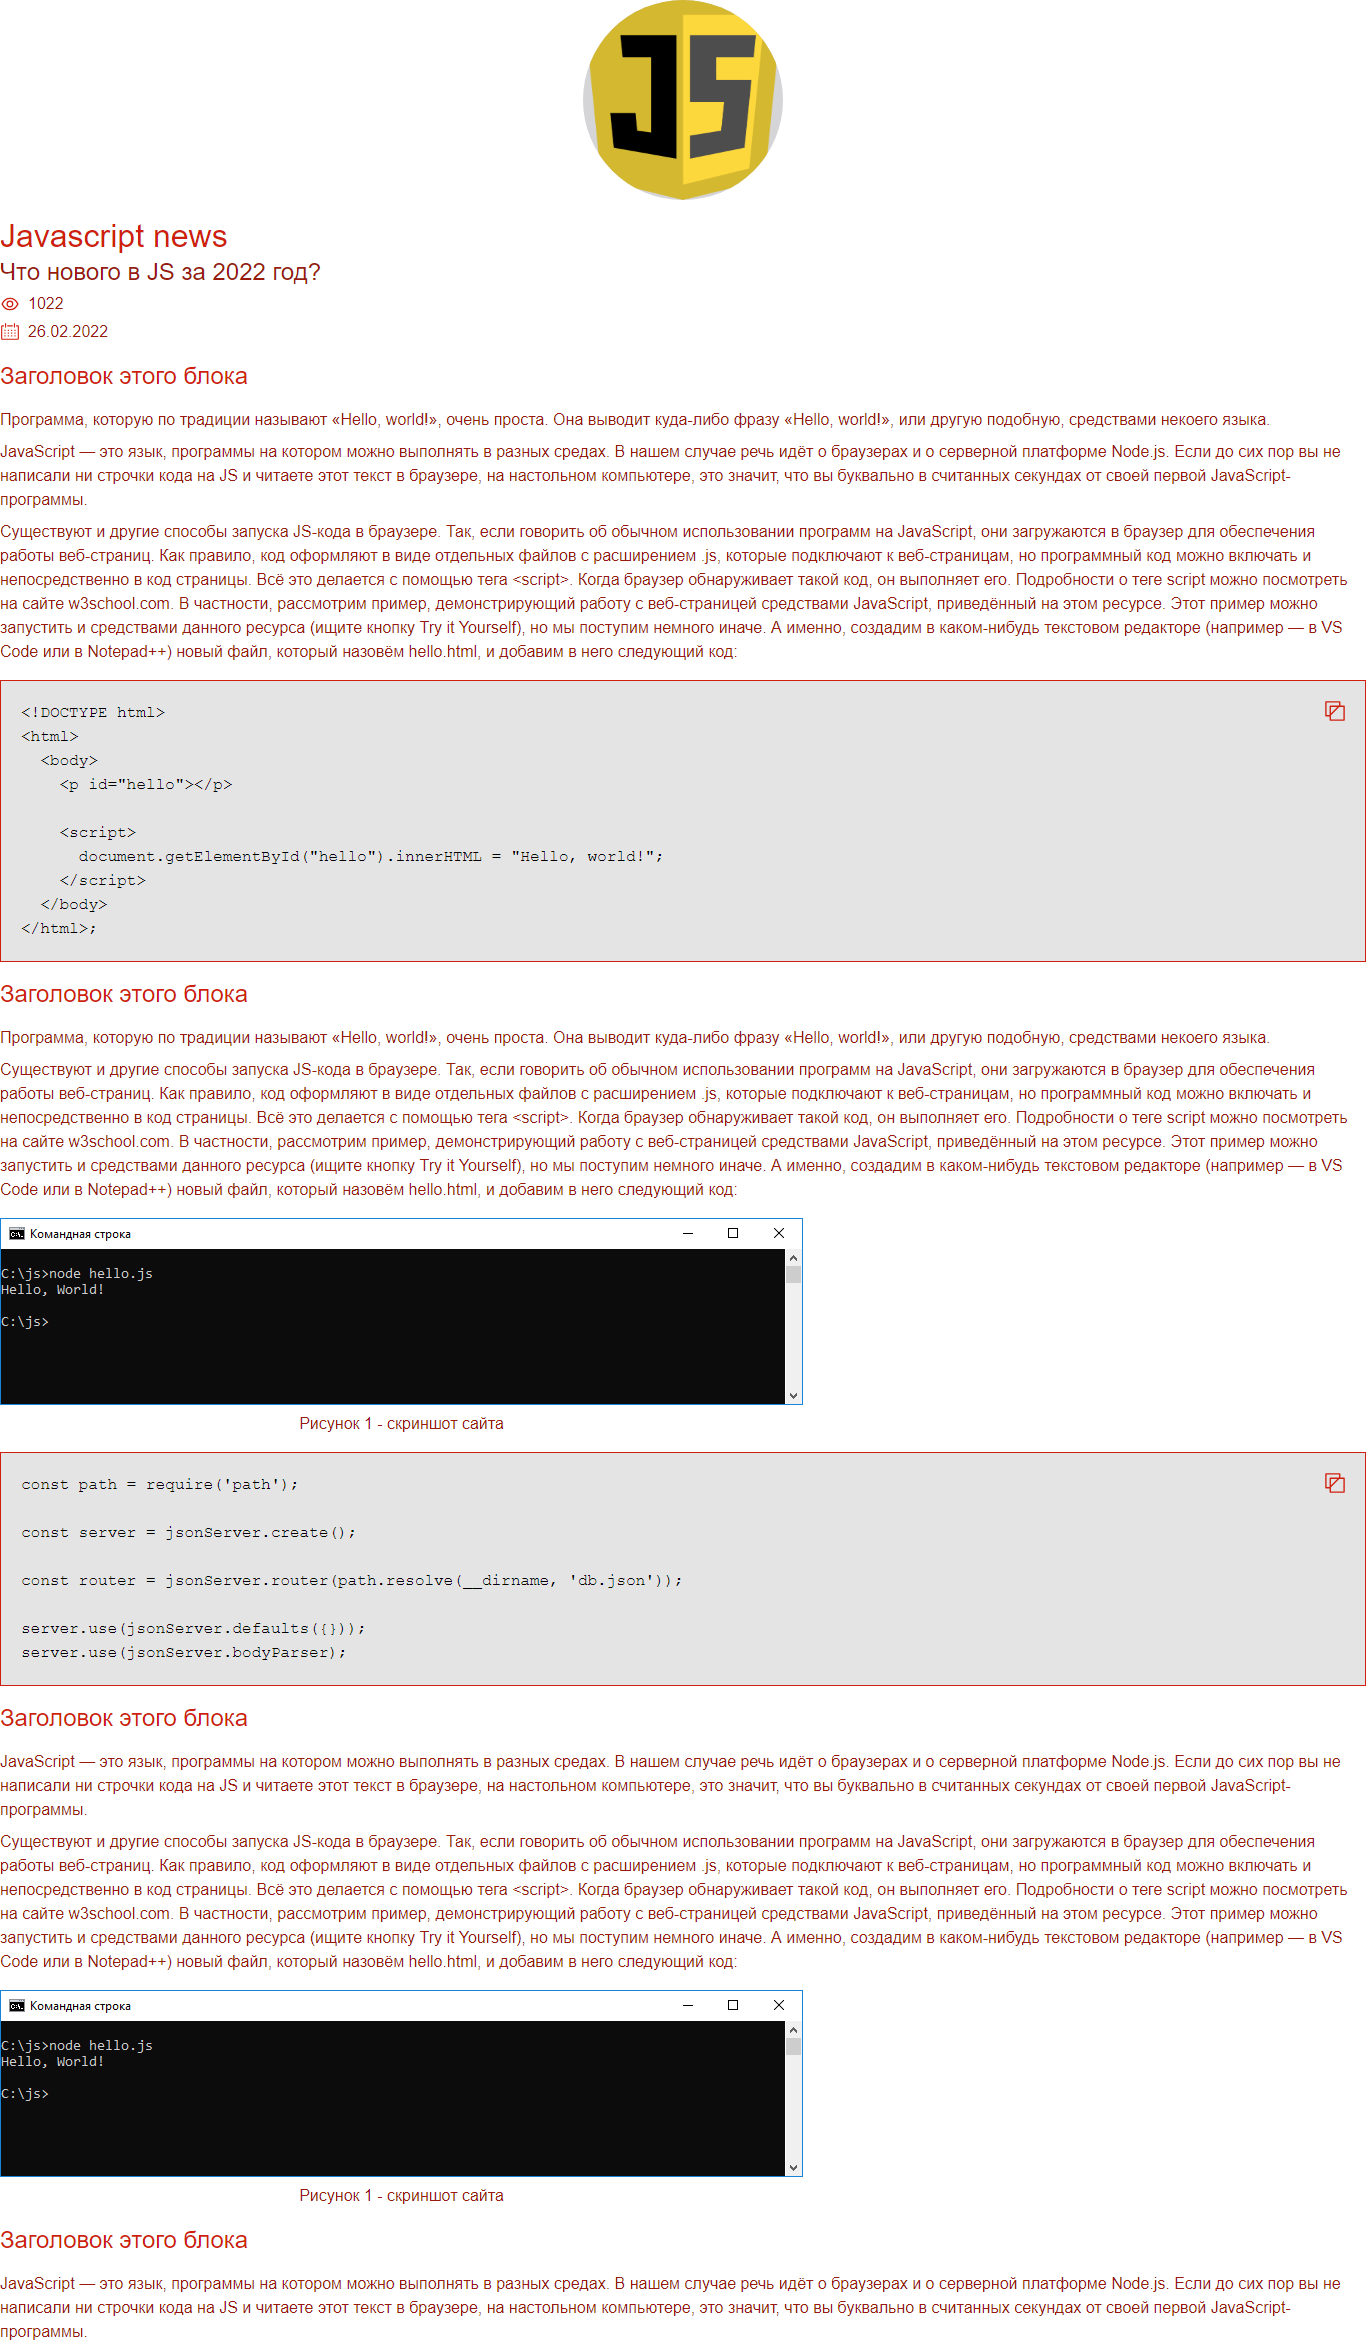 JS
Javascript news
Что нового в JS за 2022 год?
1022
26.02.2022
Заголовок этого блока
Программа, которую по традиции называют «Hello, world!», очень проста. Она выводит куда-либо фразу «Hello, world!», или другую подобную, средствами некоего языка.
JavaScript — это язык, программы на котором можно выполнять в разных средах. В нашем случае речь идёт о браузерах и о серверной платформе Node.js. Если до сих пор вы не
написали ни строчки кода на JS и читаете этот текст в браузере, на настольном компьютере, это значит, что вы буквально в считанных секундах от своей первой JavaScript-
программы.
Существуют и другие способы запуска JS-кода в браузере. Так, если говорить об обычном использовании программ на JavaScript, они загружаются в браузер для обеспечения
работы веб-страниц. Как правило, код оформляют в виде отдельных файлов с расширением .js, которые подключают к веб-страницам, но программный код можно включать и
непосредственно в код страницы. Всё это делается с помощью тега <script>. Когда браузер обнаруживает такой код, он выполняет его. Подробности о теге script можно посмотреть
на сайте w3school.com. В частности, рассмотрим пример, демонстрирующий работу с веб-страницей средствами JavaScript, приведённый на этом ресурсе. Этот пример можно
запустить и средствами данного ресурса (ищите кнопку Try it Yourself), но мы поступим немного иначе. А именно, создадим в каком-нибудь текстовом редакторе (например — в VS
Code или в Notepad++) новый файл, который назовём hello.html, и добавим в него следующий код:
<!DOCTYPE html>
<html>
  <body>
    <p id="hello"></p>
    <script>
      document.getElementById("hello").innerHTML = "Hello, world!";
    </script>
  </body>
</html>;
Заголовок этого блока
Программа, которую по традиции называют «Hello, world!», очень проста. Она выводит куда-либо фразу «Hello, world!», или другую подобную, средствами некоего языка.
Существуют и другие способы запуска JS-кода в браузере. Так, если говорить об обычном использовании программ на JavaScript, они загружаются в браузер для обеспечения
работы веб-страниц. Как правило, код оформляют в виде отдельных файлов с расширением .js, которые подключают к веб-страницам, но программный код можно включать и
непосредственно в код страницы. Всё это делается с помощью тега <script>. Когда браузер обнаруживает такой код, он выполняет его. Подробности о теге script можно посмотреть
на сайте w3school.com. В частности, рассмотрим пример, демонстрирующий работу с веб-страницей средствами JavaScript, приведённый на этом ресурсе. Этот пример можно
запустить и средствами данного ресурса (ищите кнопку Try it Yourself), но мы поступим немного иначе. А именно, создадим в каком-нибудь текстовом редакторе (например — в VS
Code или в Notepad++) новый файл, который назовём hello.html, и добавим в него следующий код:
Командная строка
C:\js>node hello.js
Hello, World!
C:\js>
Рисунок 1 - скриншот сайта
const path = require('path');
const server = jsonServer.create();
const router = jsonServer.router(path.resolve(__dirname, 'db.json'));
server.use(jsonServer.defaults({}));
server.use(jsonServer.bodyParser);
Заголовок этого блока
JavaScript — это язык, программы на котором можно выполнять в разных средах. В нашем случае речь идёт о браузерах и о серверной платформе Node.js. Если до сих пор вы не
написали ни строчки кода на JS и читаете этот текст в браузере, на настольном компьютере, это значит, что вы буквально в считанных секундах от своей первой JavaScript-
программы.
Существуют и другие способы запуска JS-кода в браузере. Так, если говорить об обычном использовании программ на JavaScript, они загружаются в браузер для обеспечения
работы веб-страниц. Как правило, код оформляют в виде отдельных файлов с расширением .js, которые подключают к веб-страницам, но программный код можно включать и
непосредственно в код страницы. Всё это делается с помощью тега <script>. Когда браузер обнаруживает такой код, он выполняет его. Подробности о теге script можно посмотреть
на сайте w3school.com. В частности, рассмотрим пример, демонстрирующий работу с веб-страницей средствами JavaScript, приведённый на этом ресурсе. Этот пример можно
запустить и средствами данного ресурса (ищите кнопку Try it Yourself), но мы поступим немного иначе. А именно, создадим в каком-нибудь текстовом редакторе (например — в VS
Code или в Notepad++) новый файл, который назовём hello.html, и добавим в него следующий код:
Командная строка
C:\js>node hello.js
Hello, World!
C:\js>
Рисунок 1 - скриншот сайта
Заголовок этого блока
JavaScript — это язык, программы на котором можно выполнять в разных средах. В нашем случае речь идёт о браузерах и о серверной платформе Node.js. Если до сих пор вы не
написали ни строчки кода на JS и читаете этот текст в браузере, на настольном компьютере, это значит, что вы буквально в считанных секундах от своей первой JavaScript-
программы.